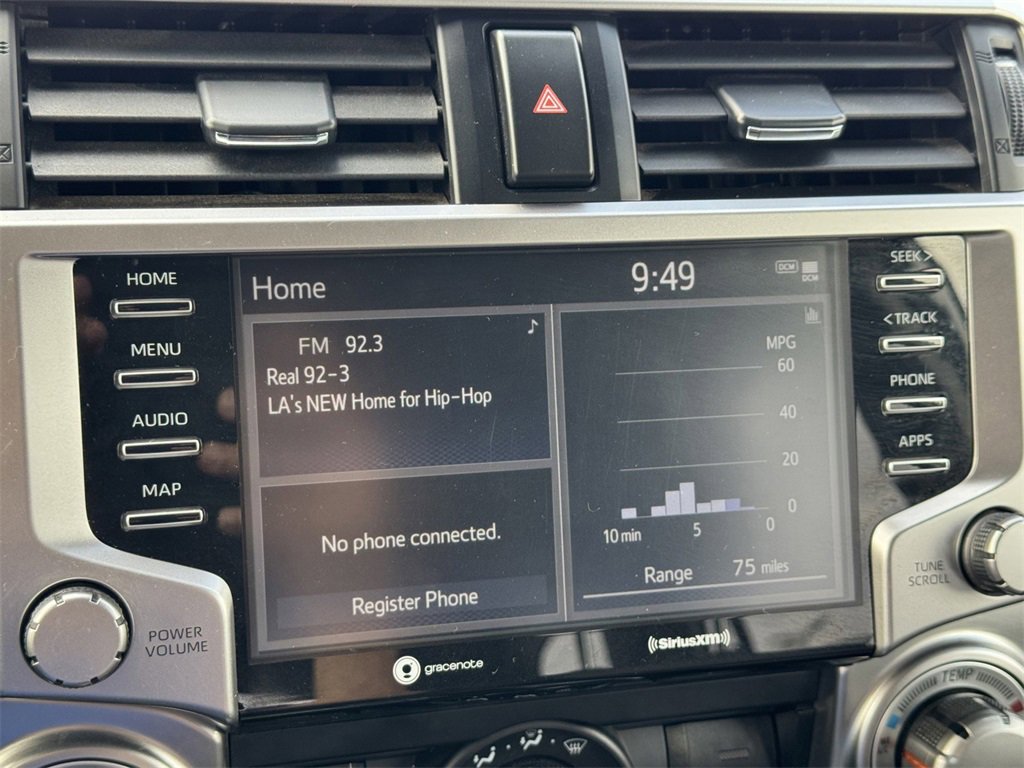 HOME
MENU
AUDIO
MAP
POWER
VOLUME
Home
9:49
DCM
DCM
FM 92.3
Real 92-3
LA's NEW Home for Hip-Hop
No phone connected.
Register Phone
MPG
60
40
20
0
10 min 5 0
Range 75 miles
gracenote
SiriusXM
SEEK >
< TRACK
PHONE
APPS
TUNE
SCROLL
TEMP